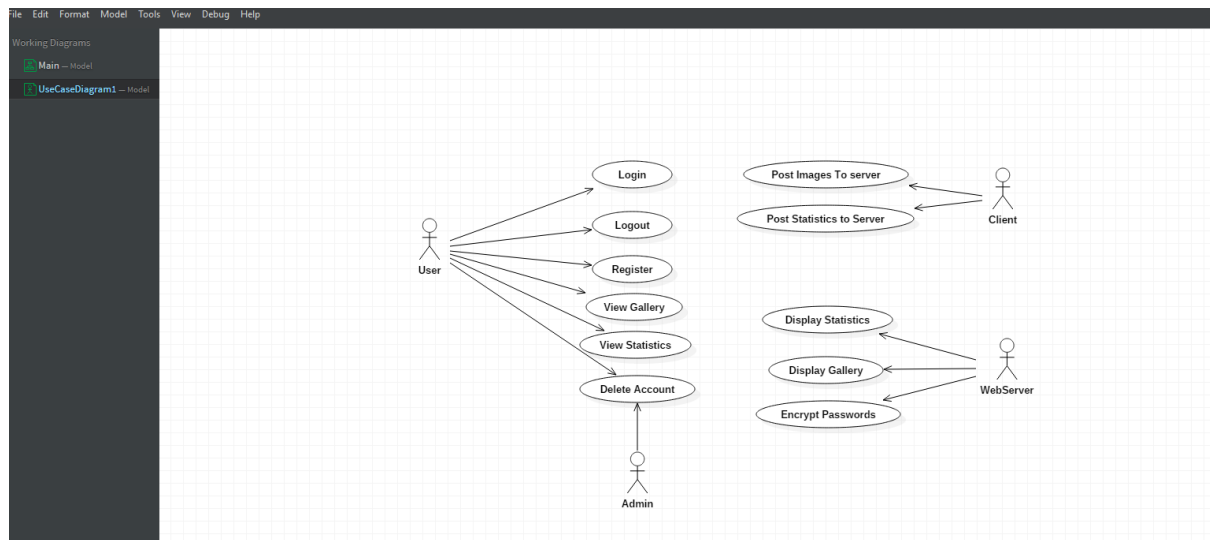 File Edit Format Model Tools View Debug Help
Working Diagrams
Main — Model
UseCaseDiagram1 — Model
Login
Logout
Register
View Gallery
View Statistics
Delete Account
User
Admin
Post Images To server
Post Statistics to Server
Client
Display Statistics
Display Gallery
Encrypt Passwords
WebServer